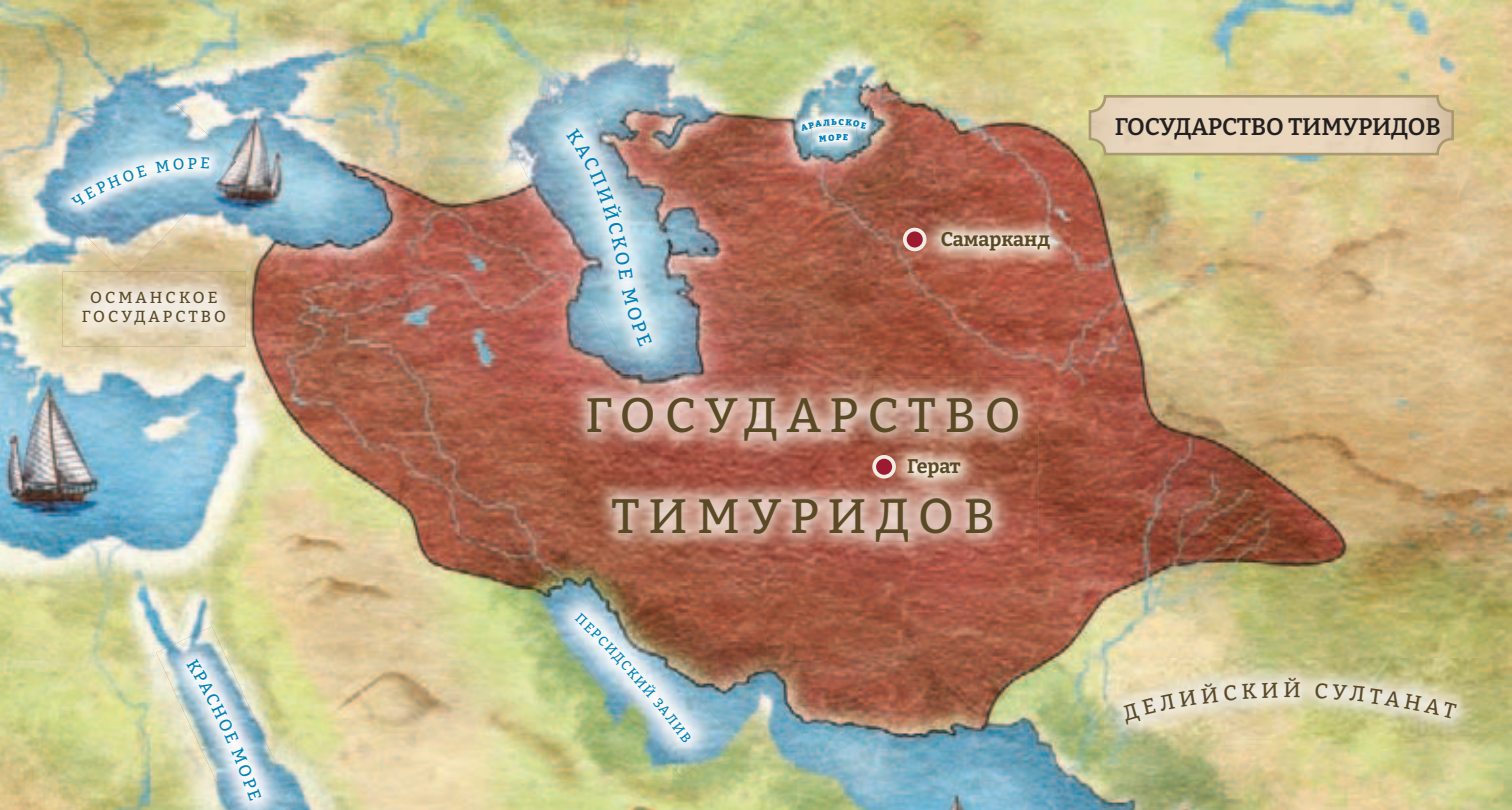 ГОСУДАРСТВО ТИМУРИДОВ
ЧЕРНОЕ МОРЕ
КАСПИЙСКОЕ МОРЕ
АРАЛЬСКОЕ
МОРЕ
Самарканд
ОСМАНСКОЕ
ГОСУДАРСТВО
ГОСУДАРСТВО
Герат
ТИМУРИДОВ
ПЕРСИДСКИЙ ЗАЛИВ
КРАСНОЕ МОРЕ
ДЕЛИЙСКИЙ СУЛТАНАТ